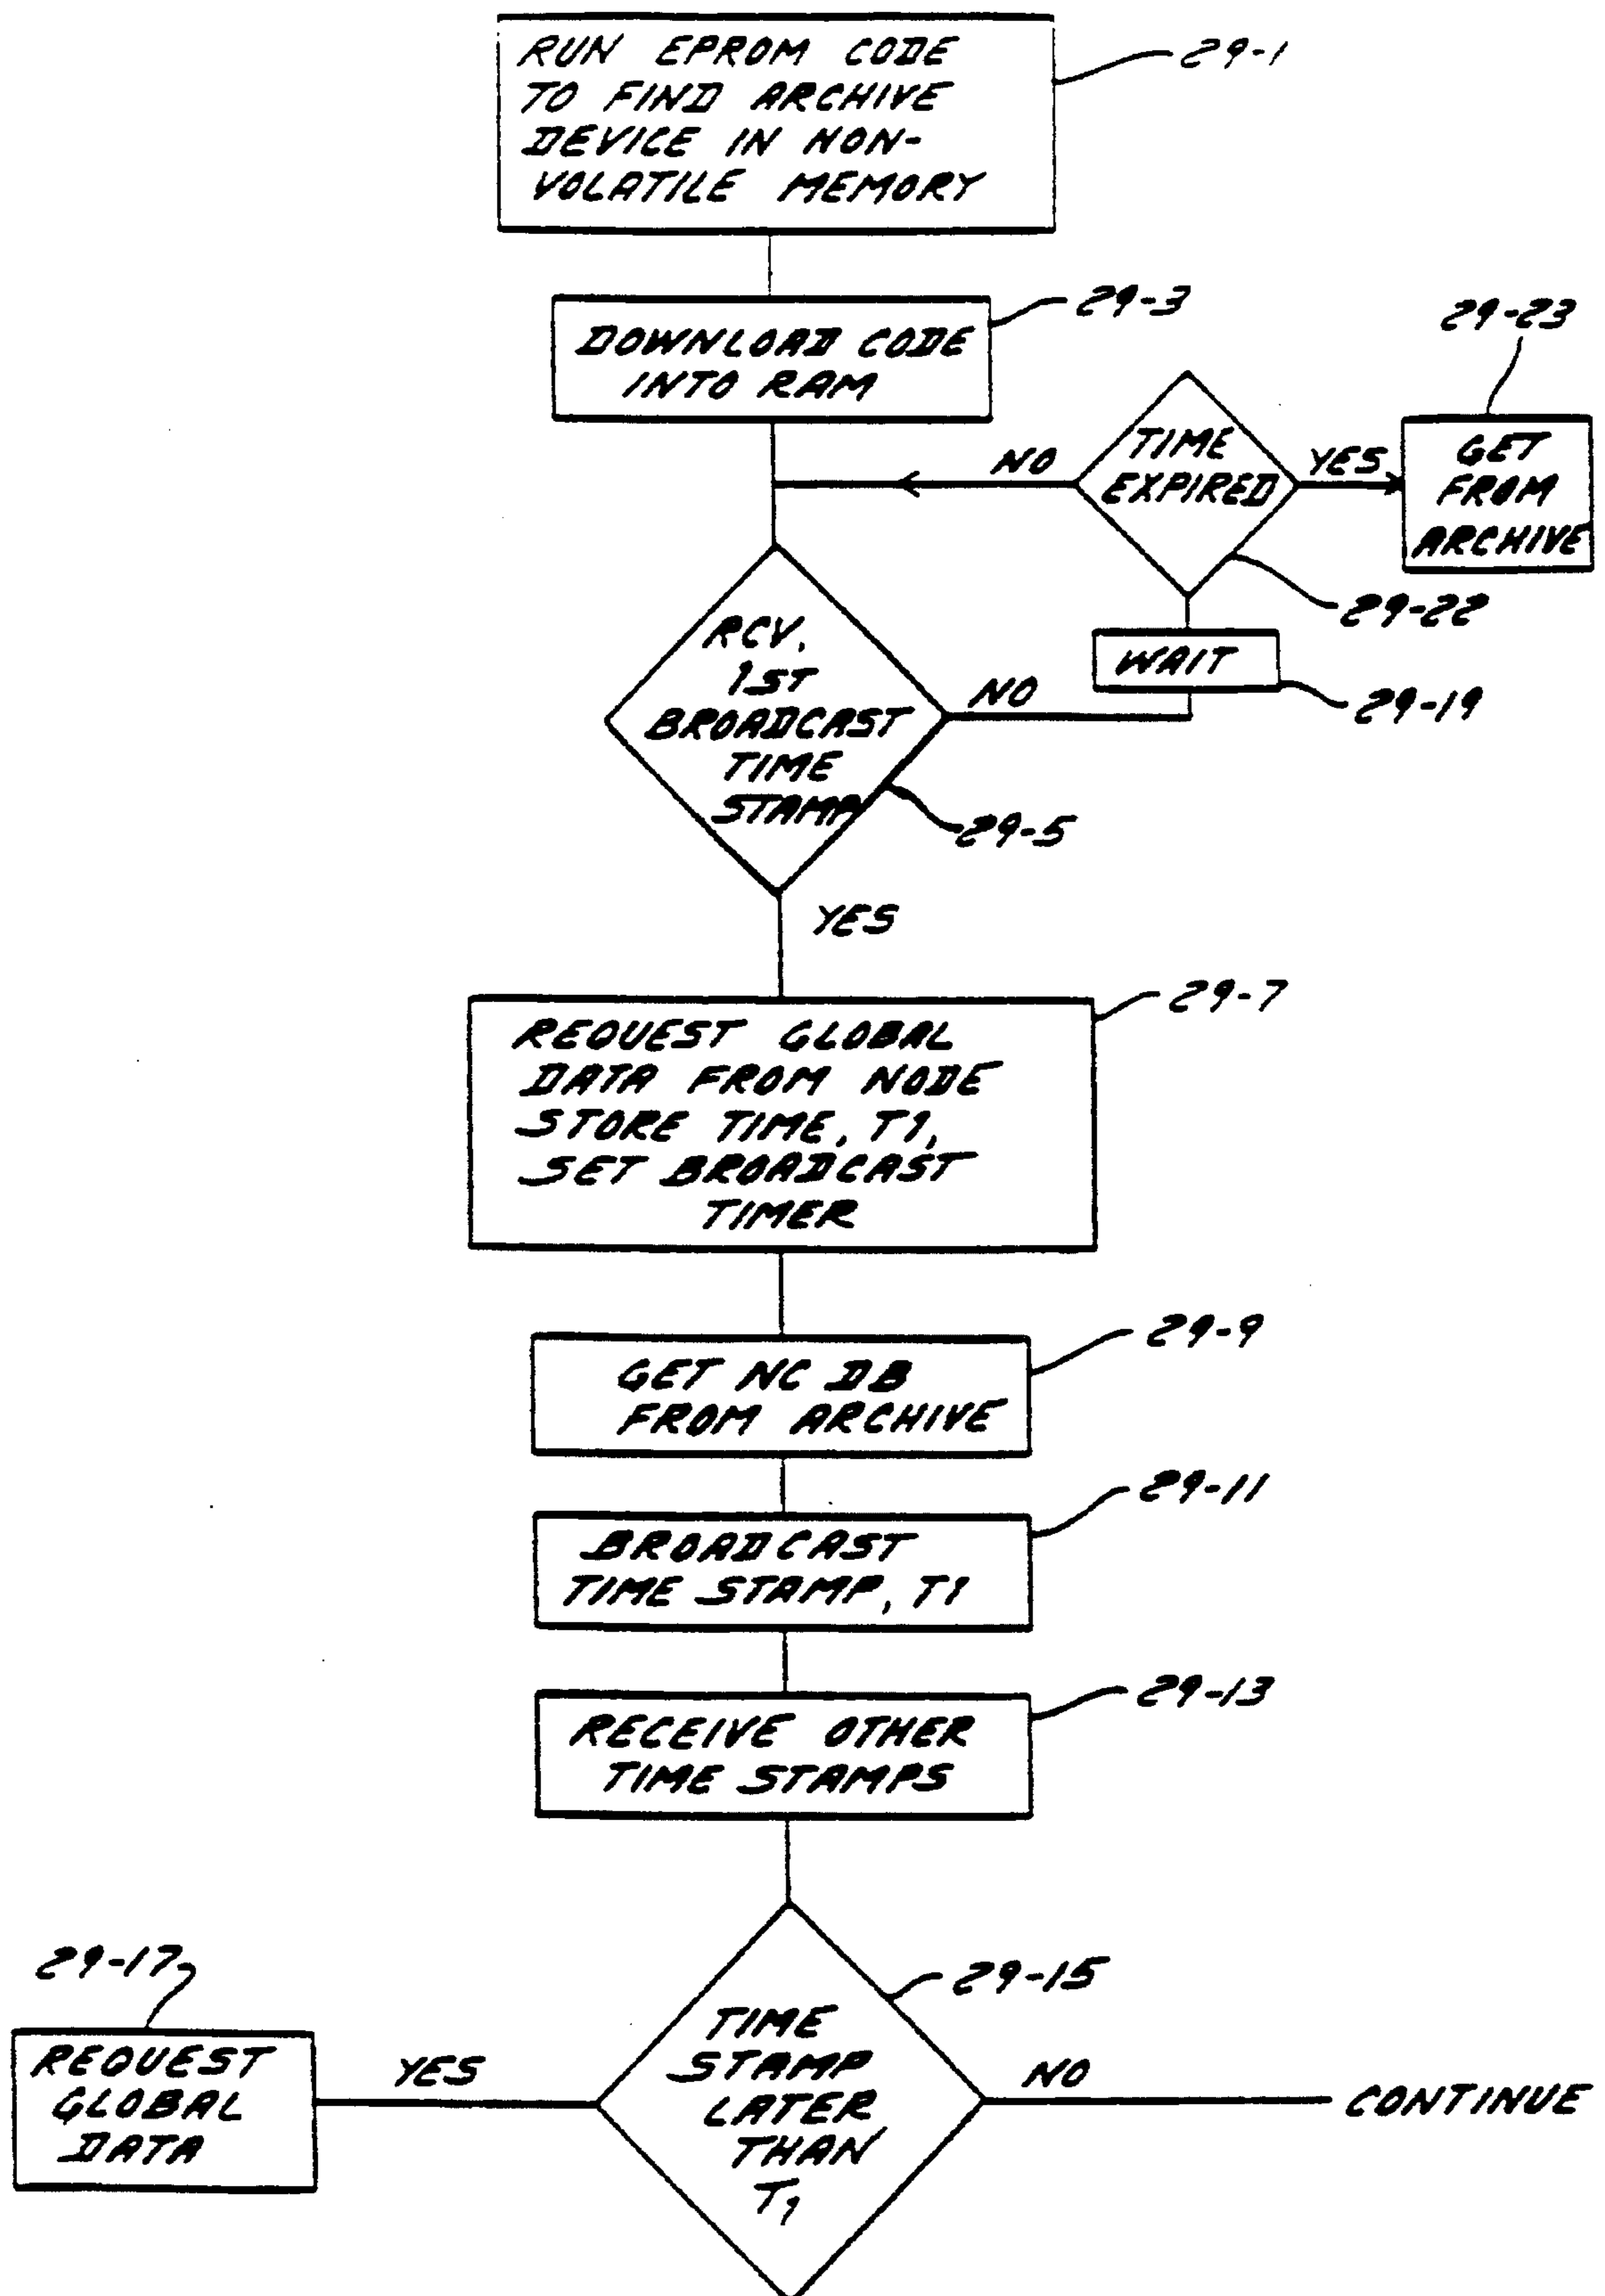 RUN EPROM CODE
TO FIND ARCHIVE
DEVICE IN NON-
VOLATILE MEMORY
29-1
DOWNLOAD CODE
INTO RAM
29-3
29-23
TIME
EXPIRED
NO
YES
GET
FROM
ARCHIVE
29-22
WAIT
29-19
RCV.
1ST
BROADCAST
TIME
STAMP
NO
29-5
YES
29-7
REQUEST GLOBAL
DATA FROM NODE
STORE TIME, T1,
SET BROADCAST
TIMER
29-9
GET NC DB
FROM ARCHIVE
29-11
BROADCAST
TIME STAMP, T1
29-13
RECEIVE OTHER
TIME STAMPS
29-17
29-15
REQUEST
GLOBAL
DATA
YES
TIME
STAMP
LATER
THAN
T1
NO
CONTINUE